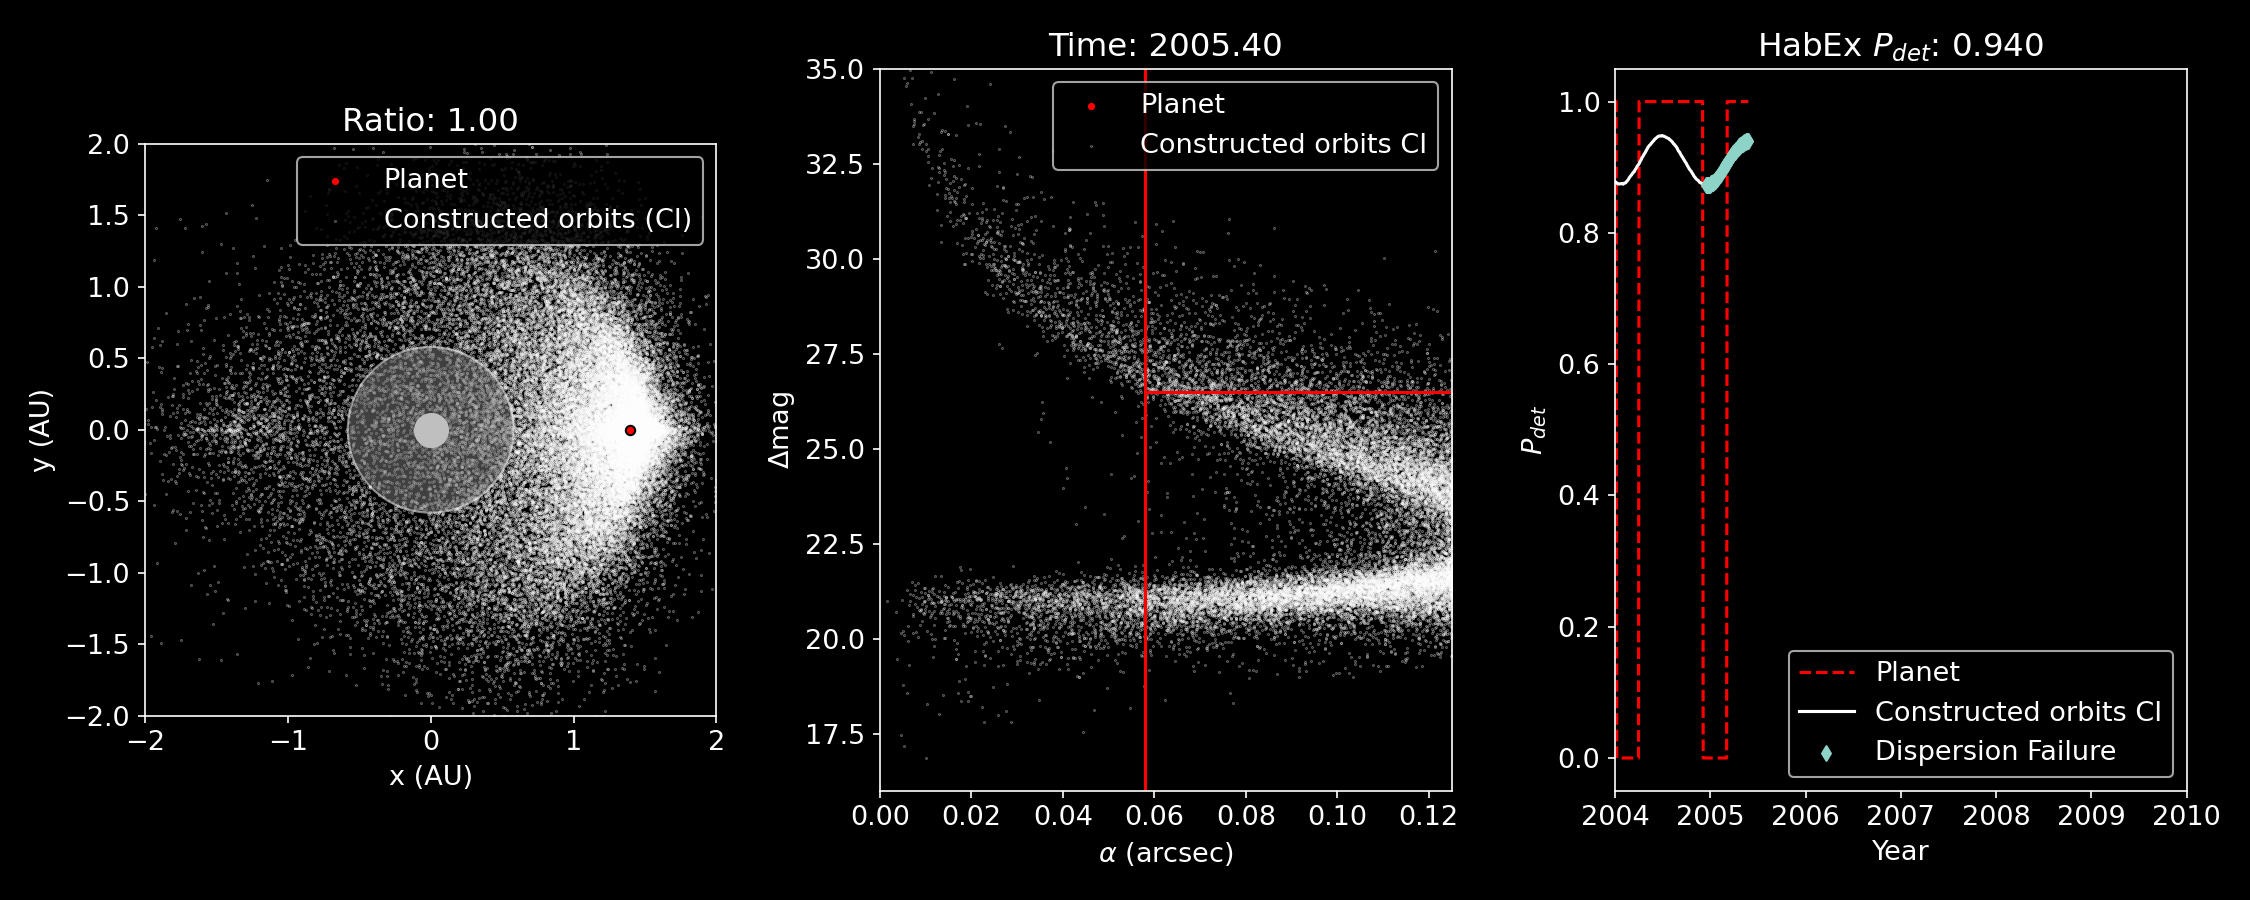 Ratio: 1.00
2.0
1.5
1.0
0.5
0.0
−0.5
−1.0
−1.5
−2.0
y (AU)
Planet
Constructed orbits (CI)
−2
−1
0
1
2
x (AU)
Time: 2005.40
35.0
32.5
30.0
27.5
25.0
22.5
20.0
17.5
Δmag
Planet
Constructed orbits CI
0.00
0.02
0.04
0.06
0.08
0.10
0.12
α (arcsec)
HabEx P_det: 0.940
1.0
0.8
0.6
0.4
0.2
0.0
P_det
Planet
Constructed orbits CI
Dispersion Failure
2004
2005
2006
2007
2008
2009
2010
Year